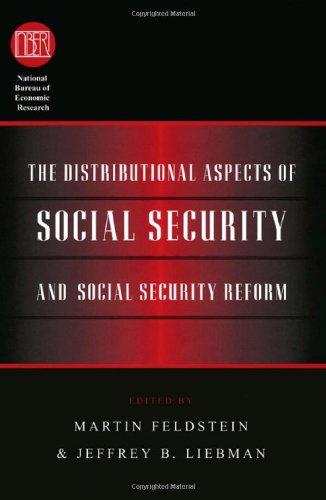 NBER
National
Bureau of
Economic
Research
THE DISTRIBUTIONAL ASPECTS OF
SOCIAL SECURITY
AND SOCIAL SECURITY REFORM
EDITED BY
MARTIN FELDSTEIN
& JEFFREY B. LIEBMAN